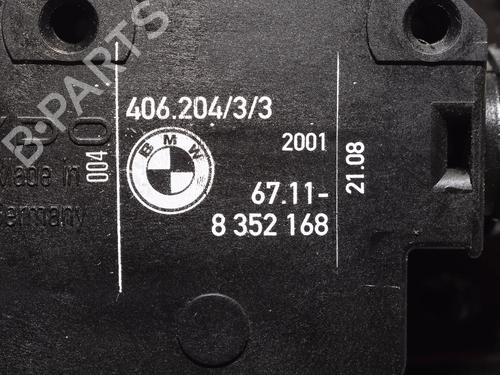 406.204/3/3
004
BMW
2001
21.08
67.11-
8 352 168
Made in
Germany
B-PARTS